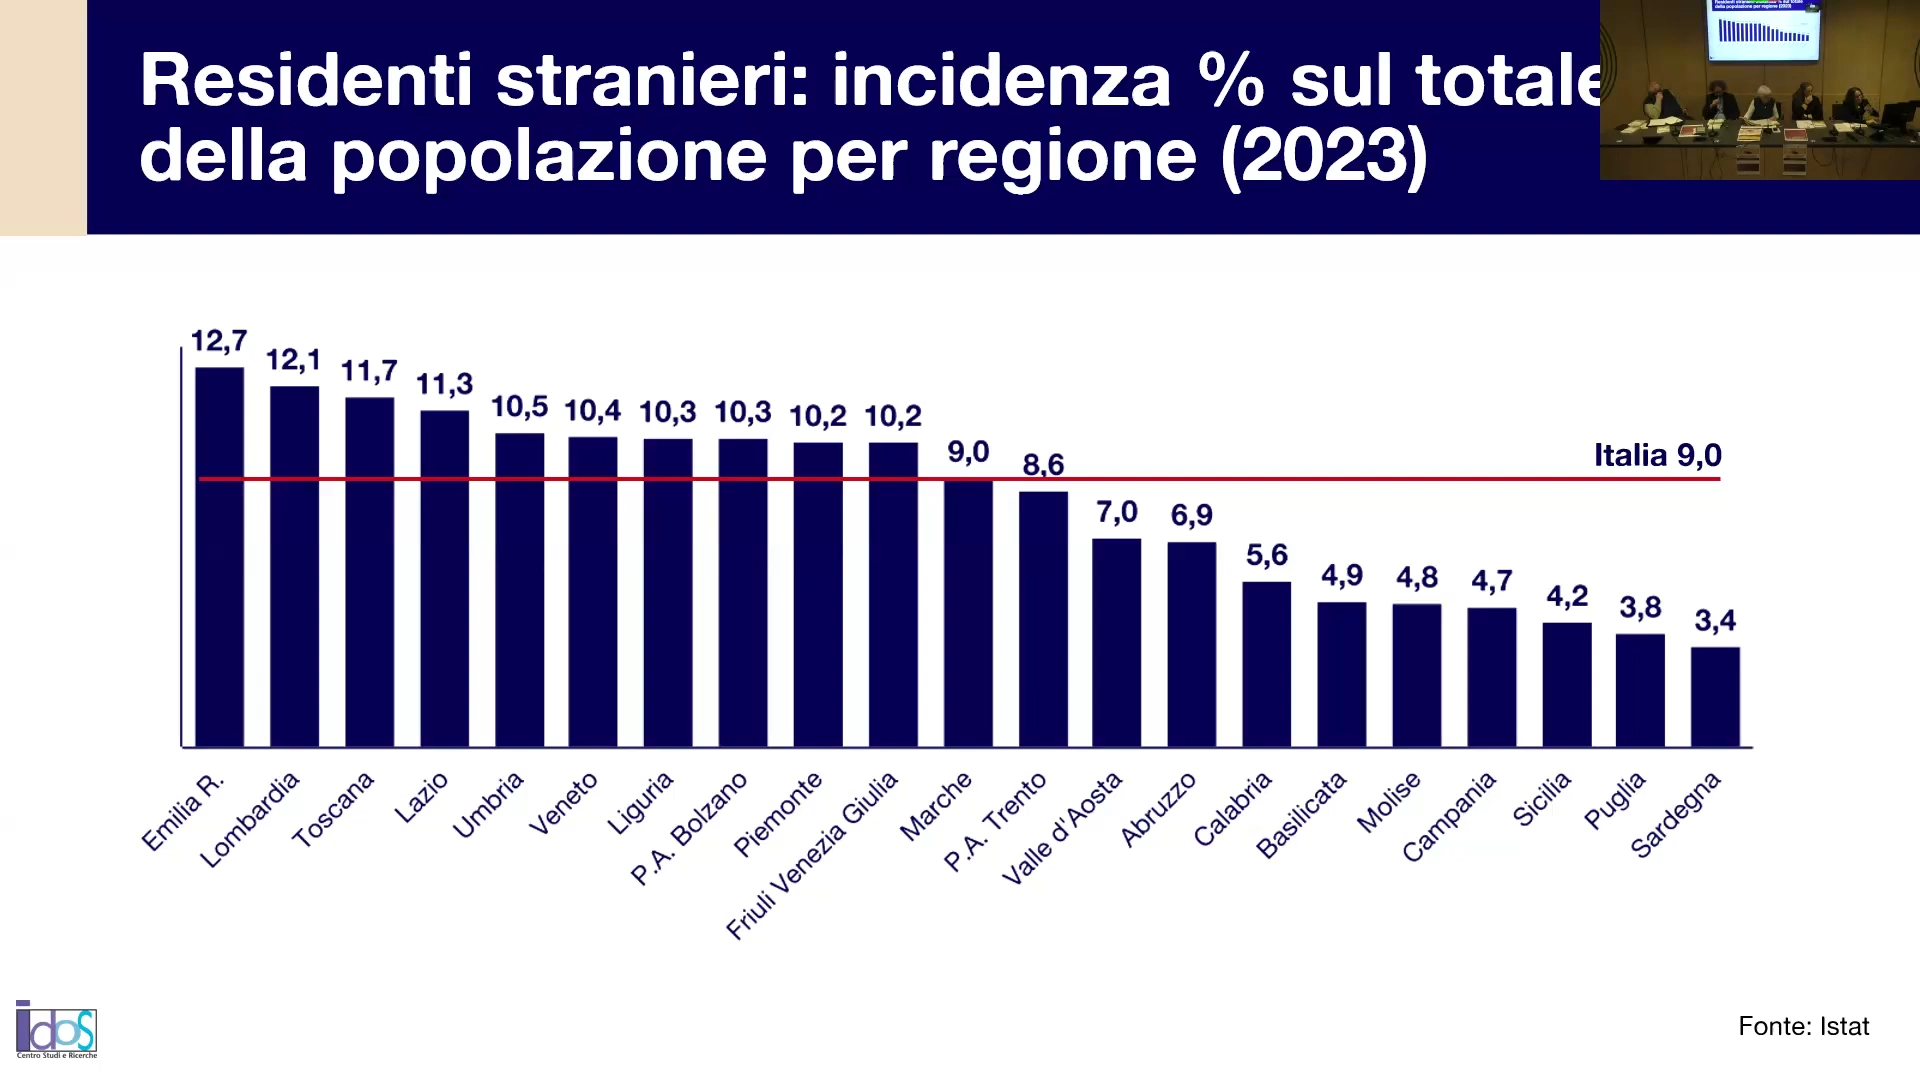 Residenti stranieri: incidenza % sul totale
della popolazione per regione (2023)
12,7
12,1
11,7
11,3
10,5
10,4
10,3
10,3
10,2
10,2
9,0
8,6
7,0
6,9
5,6
4,9
4,8
4,7
4,2
3,8
3,4
Italia 9,0
Emilia R.
Lombardia
Toscana
Lazio
Umbria
Veneto
Liguria
P.A. Bolzano
Piemonte
Friuli Venezia Giulia
Marche
P.A. Trento
Valle d'Aosta
Abruzzo
Calabria
Basilicata
Molise
Campania
Sicilia
Puglia
Sardegna
idos
Centro Studi e Ricerche
Fonte: Istat